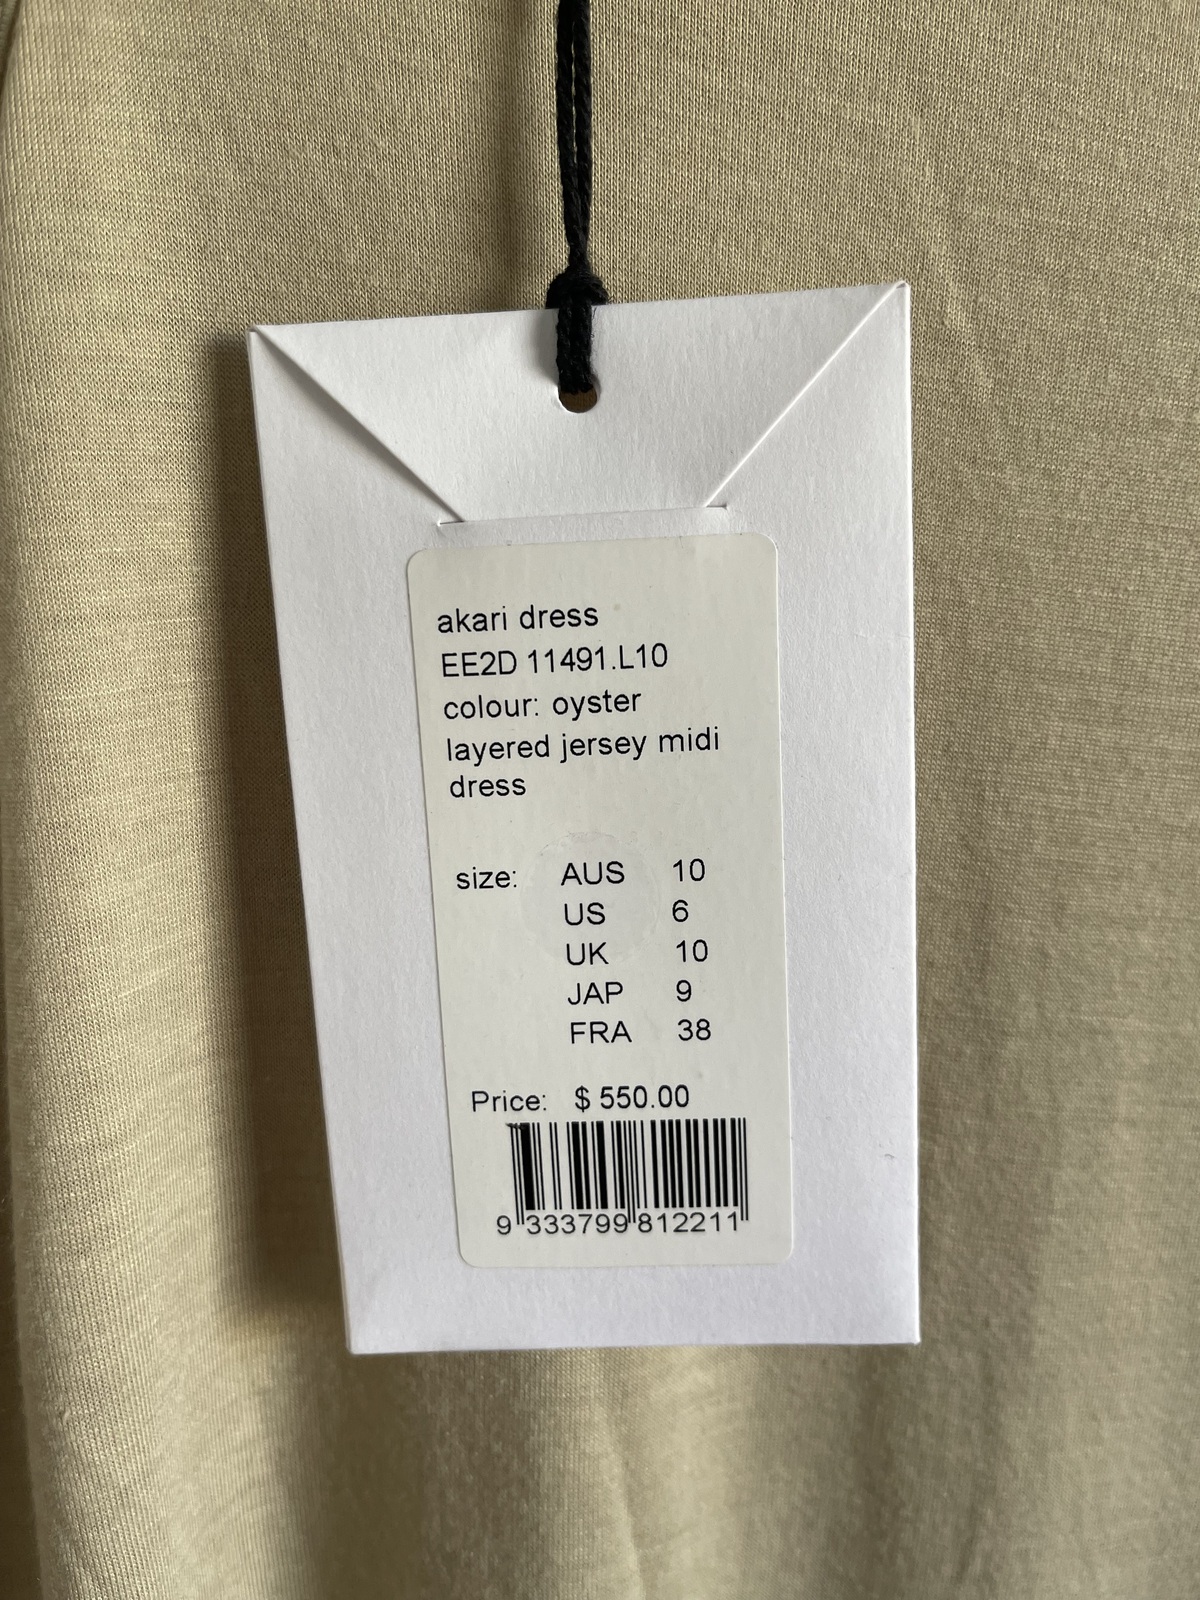 akari dress
EE2D 11491.L10
colour: oyster
layered jersey midi
dress
size: AUS 10
US 6
UK 10
JAP 9
FRA 38
Price: $ 550.00
9 333799 812211